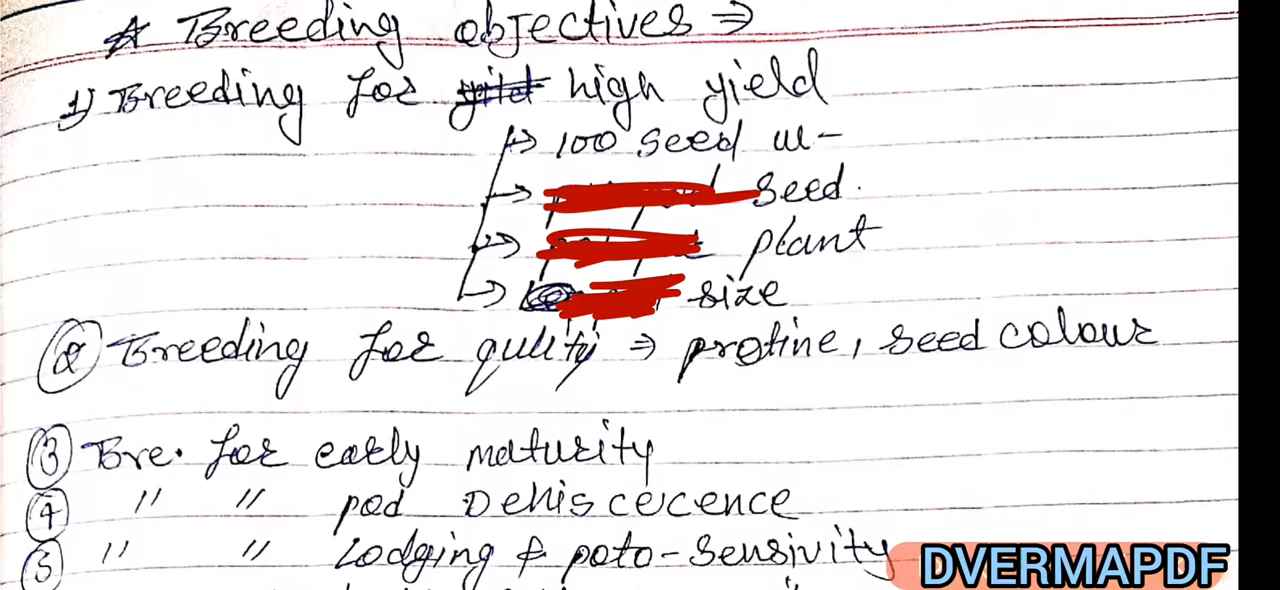 * Breeding objectives ⇒
1) Breeding for high yield
→ 100 seed w-
→ seed.
→ plant
→ size
② Breeding for qulity ⇒ protine, seed colour
③ Bre. for early maturity
④ " " pod Dehiscecence
⑤ " " Lodging & poto-sensivity
DVERMAPDF